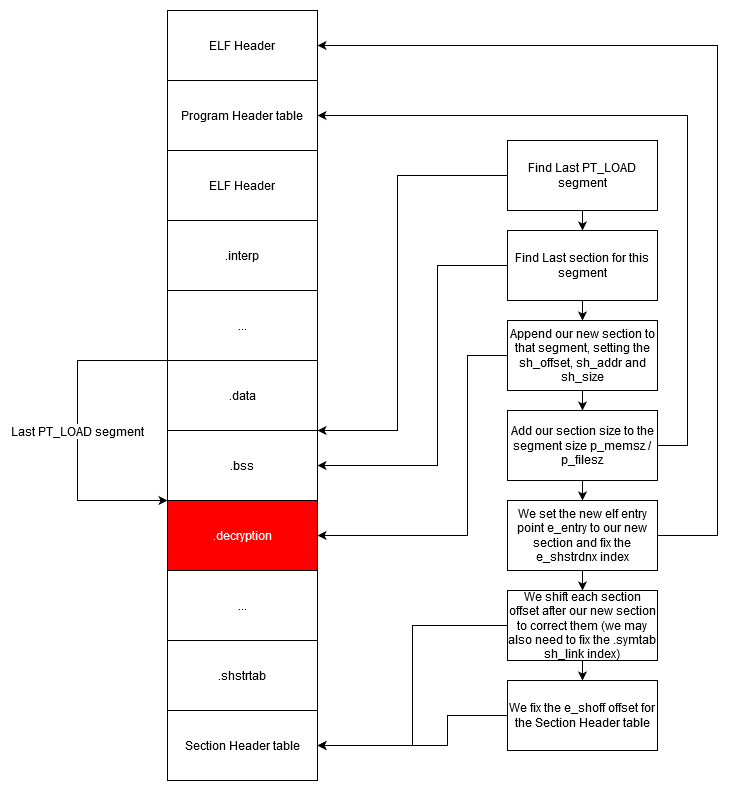 ELF Header
Program Header table
ELF Header
.interp
...
.data
Last PT_LOAD segment
.bss
.decryption
...
.shstrtab
Section Header table
Find Last PT_LOAD
segment
Find Last section for this
segment
Append our new section to
that segment, setting the
sh_offset, sh_addr and
sh_size
Add our section size to the
segment size p_memsz /
p_filesz
We set the new elf entry
point e_entry to our new
section and fix the
e_shstrdnx index
We shift each section
offset after our new section
to correct them (we may
also need to fix the .symtab
sh_link index)
We fix the e_shoff offset for
the Section Header table